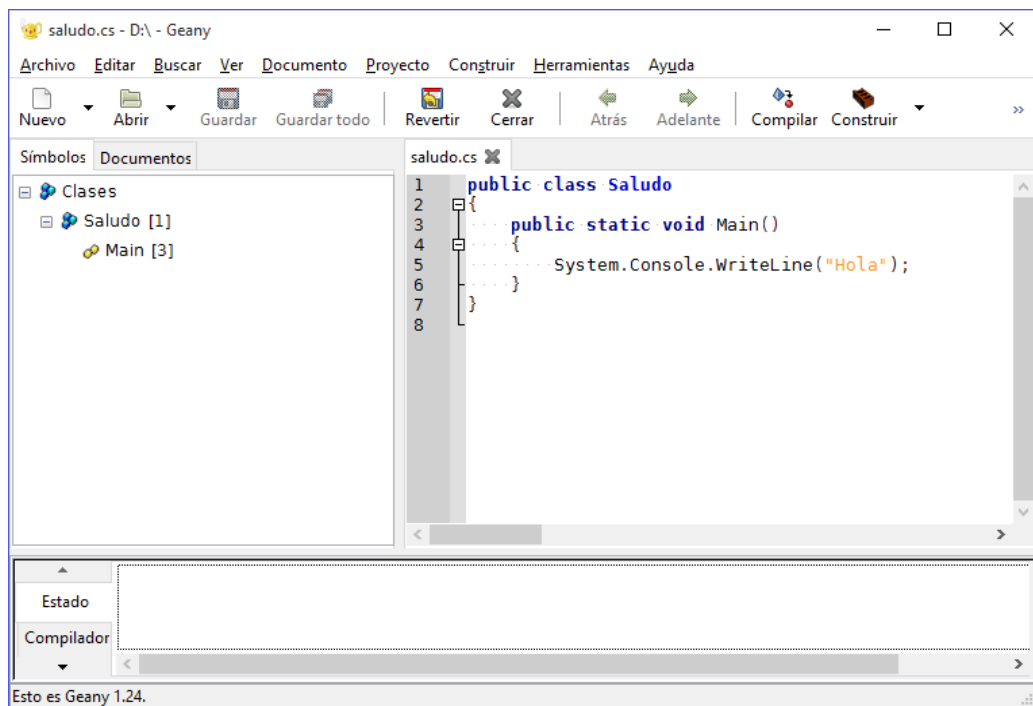 saludo.cs - D:\ - Geany
Archivo Editar Buscar Ver Documento Proyecto Construir Herramientas Ayuda
Nuevo Abrir Guardar Guardar todo Revertir Cerrar Atrás Adelante Compilar Construir »
Símbolos Documentos
Clases
Saludo [1]
Main [3]
saludo.cs
1 public class Saludo
2 {
3     public static void Main()
4     {
5         System.Console.WriteLine("Hola");
6     }
7 }
8
Estado
Compilador
Esto es Geany 1.24.